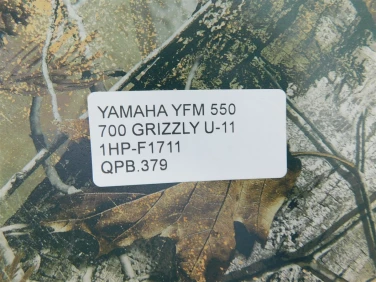 YAMAHA YFM 550
700 GRIZZLY U-11
1HP-F1711
QPB.379